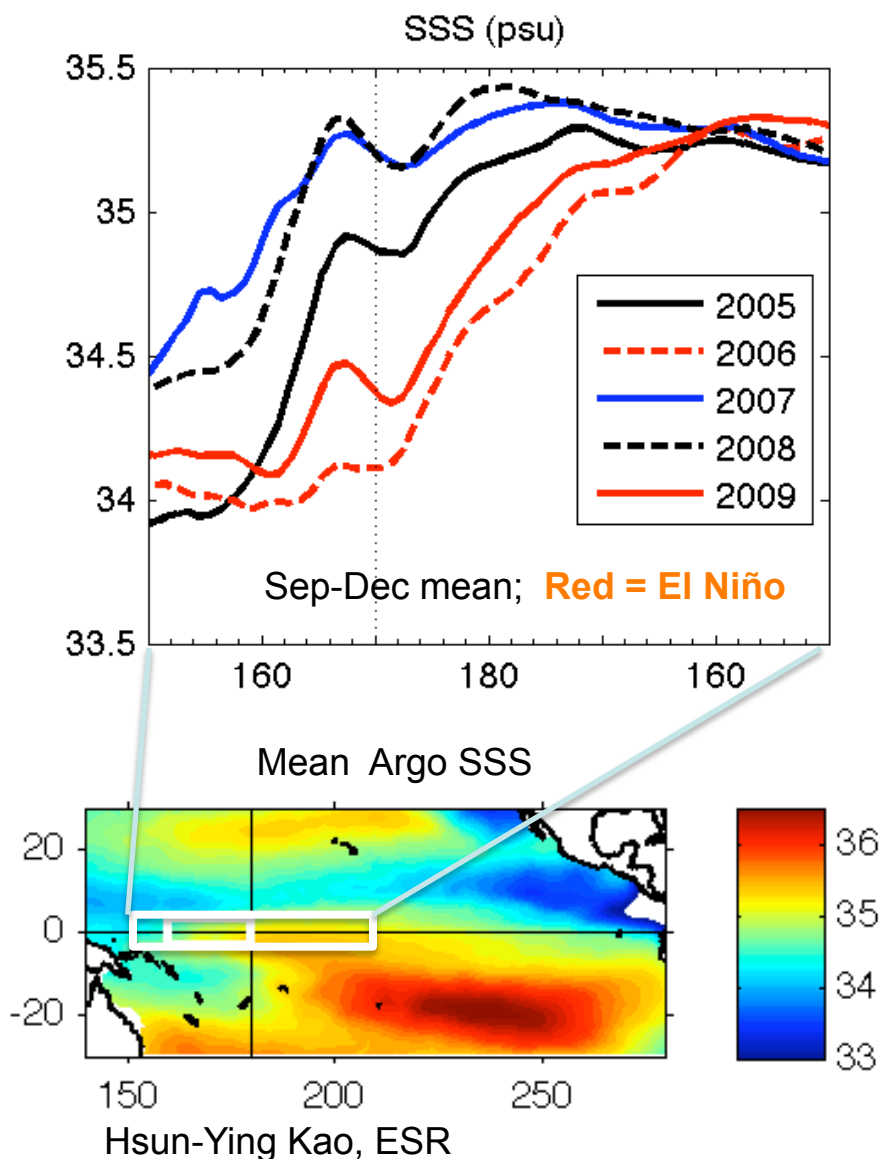 SSS (psu)
35.5
35
34.5
34
33.5
2005
2006
2007
2008
2009
Sep-Dec mean; Red = El Niño
160 180 160
Mean Argo SSS
20
0
-20
150 200 250
36
35
34
33
Hsun-Ying Kao, ESR